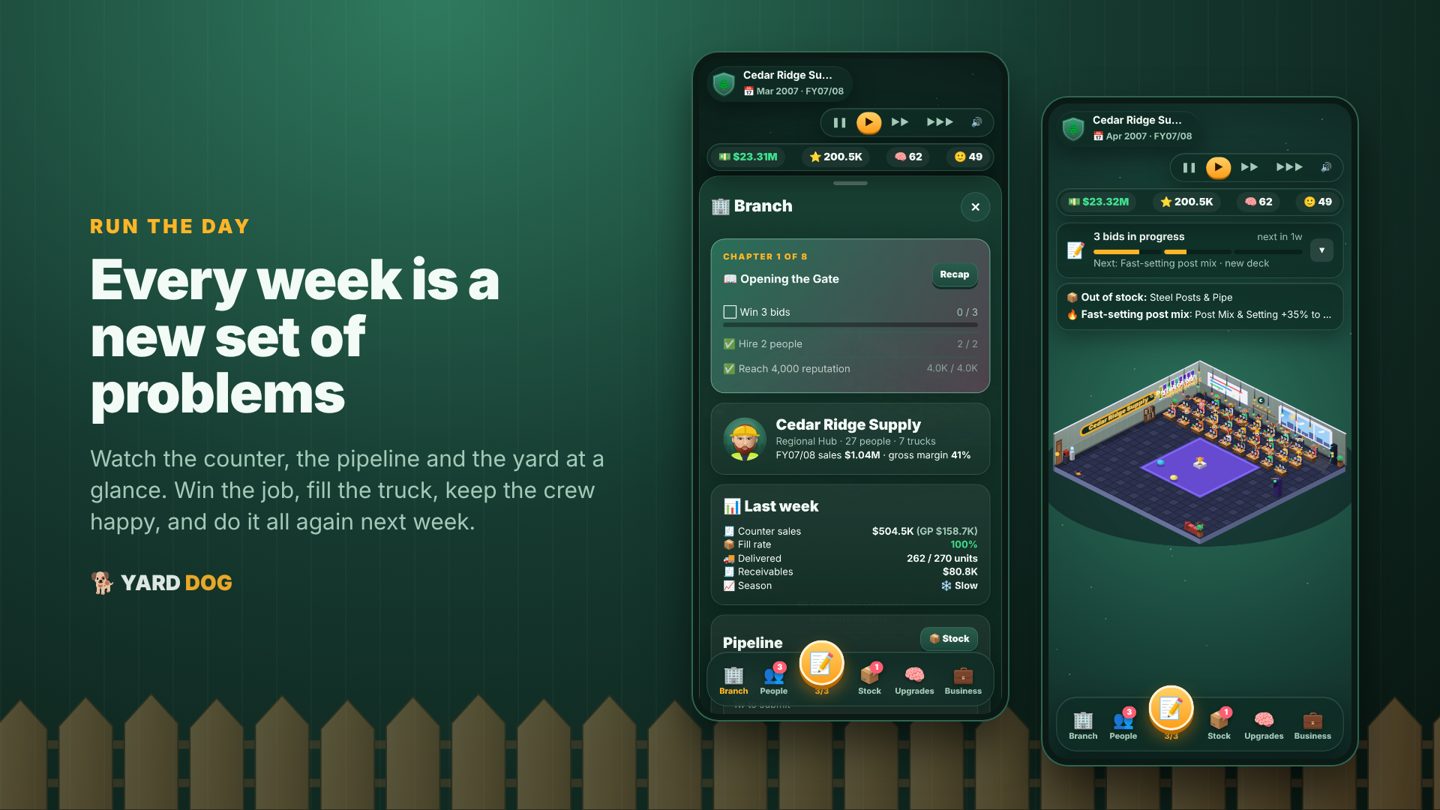 RUN THE DAY
Every week is a
new set of
problems
Watch the counter, the pipeline and the yard at a
glance. Win the job, fill the truck, keep the crew
happy, and do it all again next week.
YARD DOG
Cedar Ridge Su...
Mar 2007 · FY07/08
$23.31M
200.5K
62
49
Branch
CHAPTER 1 OF 8
Opening the Gate
Recap
Win 3 bids
0 / 3
Hire 2 people
2 / 2
Reach 4,000 reputation
4.0K / 4.0K
Cedar Ridge Supply
Regional Hub · 27 people · 7 trucks
FY07/08 sales $1.04M · gross margin 41%
Last week
Counter sales
$504.5K (GP $158.7K)
Fill rate
100%
Delivered
262 / 270 units
Receivables
$80.8K
Season
Slow
Pipeline
Stock
3
3/3
1
Branch
People
Stock
Upgrades
Business
Cedar Ridge Su...
Apr 2007 · FY07/08
$23.32M
200.5K
62
49
3 bids in progress
next in 1w
Next: Fast-setting post mix · new deck
Out of stock: Steel Posts & Pipe
Fast-setting post mix: Post Mix & Setting +35% to ...
Cedar Ridge Supply
3
3/3
1
Branch
People
Stock
Upgrades
Business